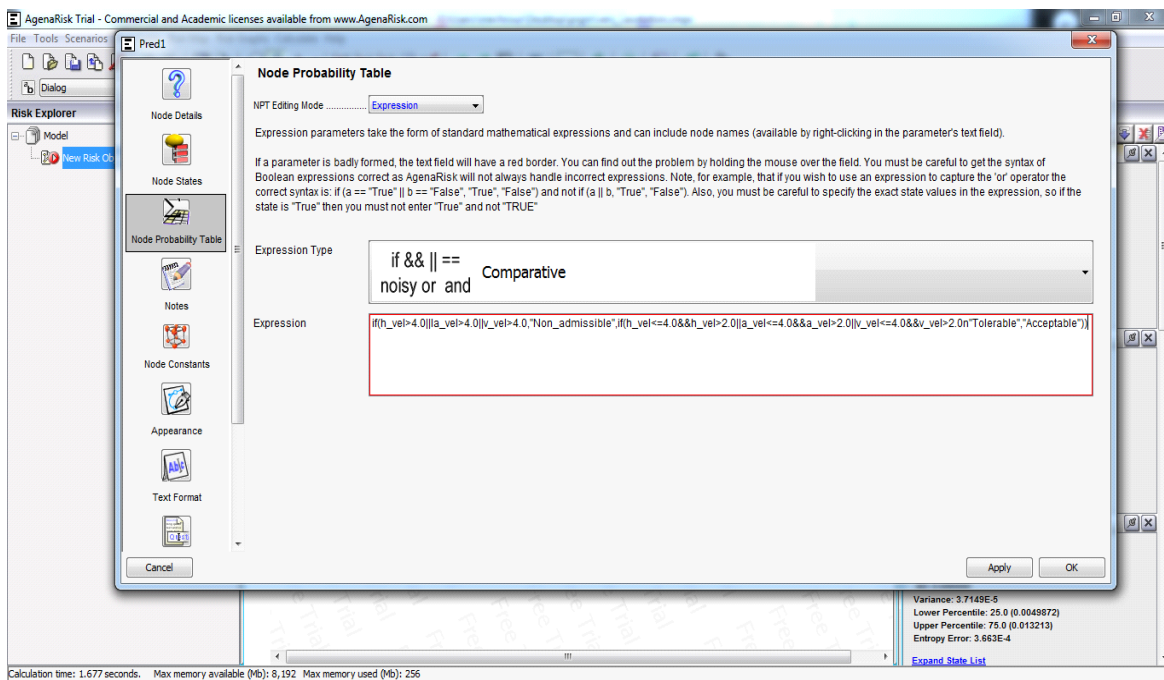 AgenaRisk Trial - Commercial and Academic licenses available from www.AgenaRisk.com
File Tools Scenarios
Pred1
Dialog
Risk Explorer
Model
New Risk Ob
Node Details
Node States
Node Probability Table
Notes
Node Constants
Appearance
Text Format
Node Probability Table
NPT Editing Mode ............... Expression
Expression parameters take the form of standard mathematical expressions and can include node names (available by right-clicking in the parameter's text field).
If a parameter is badly formed, the text field will have a red border. You can find out the problem by holding the mouse over the field. You must be careful to get the syntax of
Boolean expressions correct as AgenaRisk will not always handle incorrect expressions. Note, for example, that if you wish to use an expression to capture the 'or' operator the
correct syntax is: if (a == "True" || b == "False", "True", "False") and not if (a || b, "True", "False"). Also, you must be careful to specify the exact state values in the expression, so if the
state is "True" then you must not enter "True" and not "TRUE"
Expression Type
if && || ==
noisy or and
Comparative
Expression
if(h_vel>4.0||la_vel>4.0||v_vel>4.0,"Non_admissible",if(h_vel<=4.0&&h_vel>2.0||a_vel<=4.0&&a_vel>2.0||v_vel<=4.0&&v_vel>2.0n"Tolerable","Acceptable"))
Cancel
Apply
OK
Variance: 3.7149E-5
Lower Percentile: 25.0 (0.0049872)
Upper Percentile: 75.0 (0.013213)
Entropy Error: 3.663E-4
Expand State List
Free Trial
Calculation time: 1.677 seconds. Max memory available (Mb): 8,192 Max memory used (Mb): 256